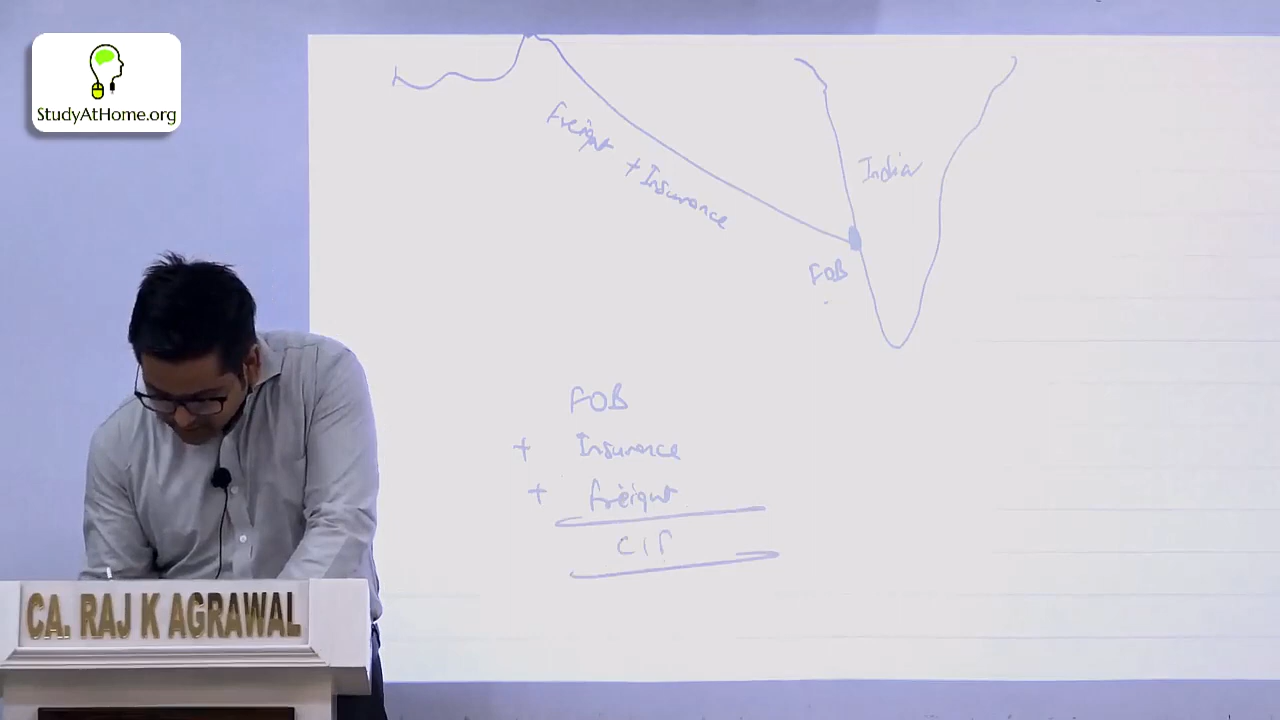 StudyAtHome.org
Freight + Insurance
India
FOB
FOB
+ Insurance
+ Freight
CIF
CA. RAJ K AGRAWAL